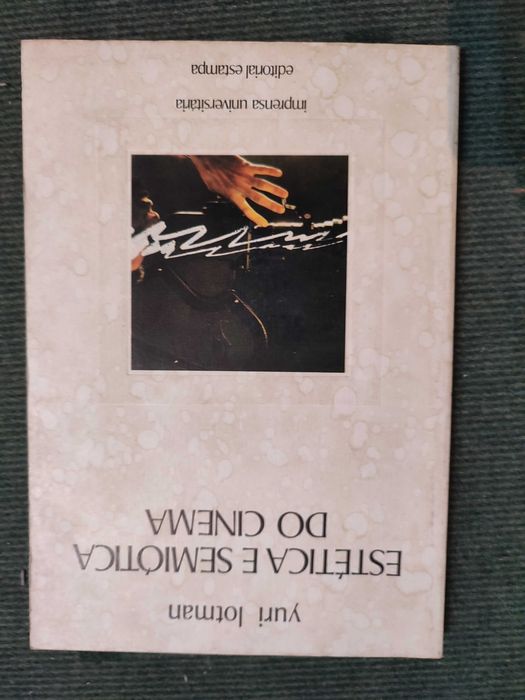 yuri lotman
ESTÉTICA E SEMIÓTICA
DO CINEMA
imprensa universitária
editorial estampa